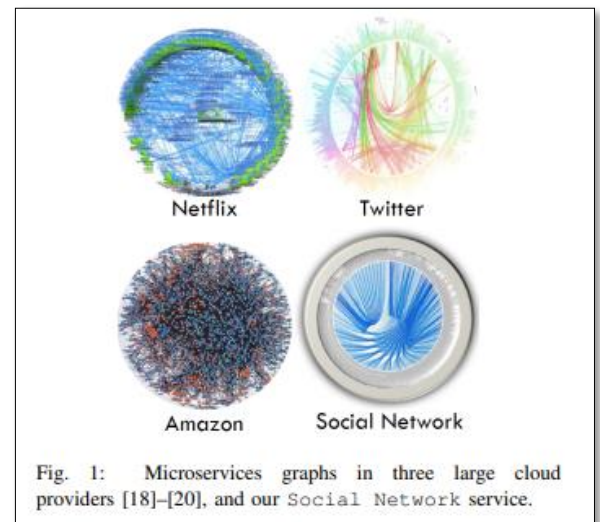 Netflix
Twitter
Amazon
Social Network
Fig. 1: Microservices graphs in three large cloud
providers [18]–[20], and our Social Network service.